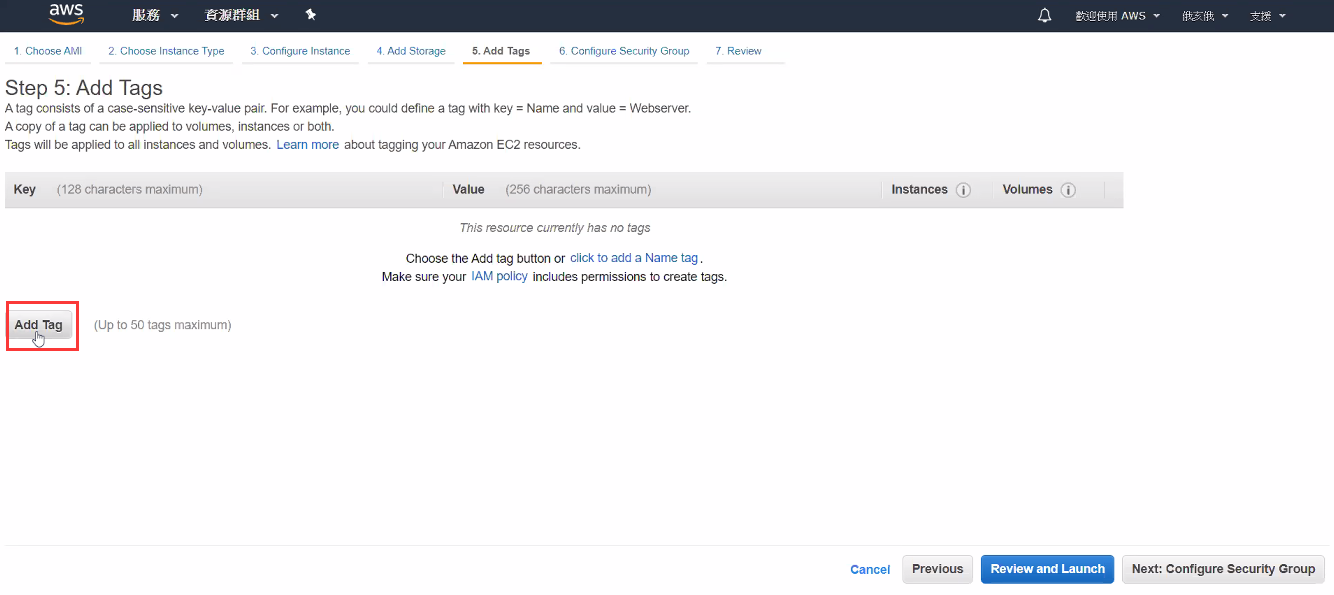 aws 服務 資源群組 歡迎使用 AWS 俄亥俄 支援
1. Choose AMI 2. Choose Instance Type 3. Configure Instance 4. Add Storage 5. Add Tags 6. Configure Security Group 7. Review
Step 5: Add Tags
A tag consists of a case-sensitive key-value pair. For example, you could define a tag with key = Name and value = Webserver.
A copy of a tag can be applied to volumes, instances or both.
Tags will be applied to all instances and volumes. Learn more about tagging your Amazon EC2 resources.
Key (128 characters maximum) Value (256 characters maximum) Instances i Volumes i
This resource currently has no tags
Choose the Add tag button or click to add a Name tag.
Make sure your IAM policy includes permissions to create tags.
Add Tag (Up to 50 tags maximum)
Cancel Previous Review and Launch Next: Configure Security Group